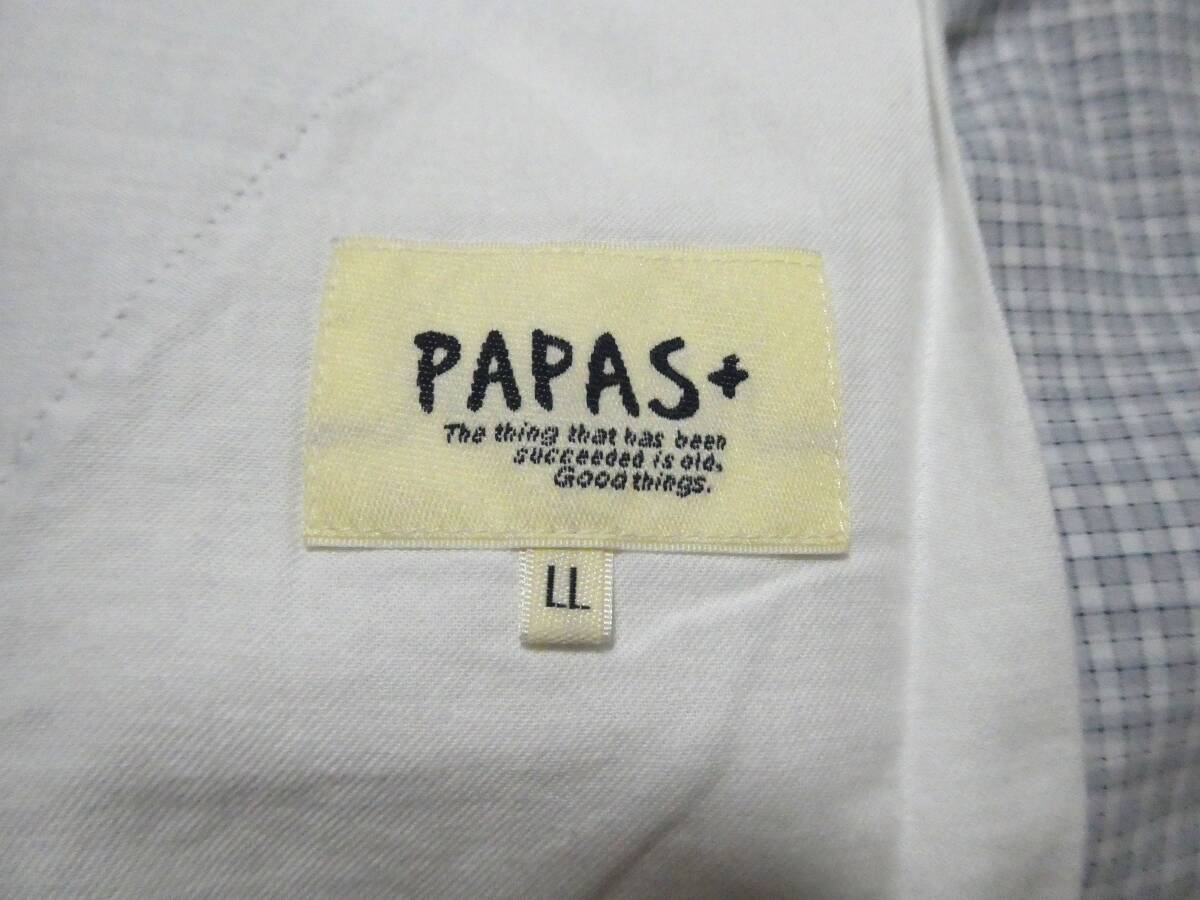 PAPAS+
The thing that has been
succeeded is old.
Good things.
LL